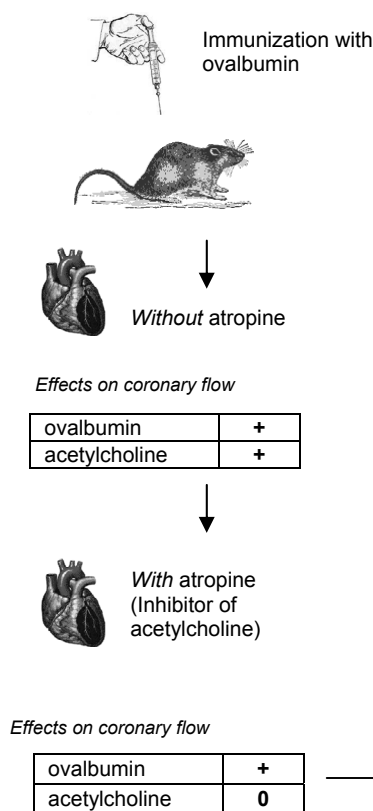 Immunization with
ovalbumin
Without atropine
Effects on coronary flow
ovalbumin +
acetylcholine +
With atropine
(Inhibitor of
acetylcholine)
Effects on coronary flow
ovalbumin +
acetylcholine 0